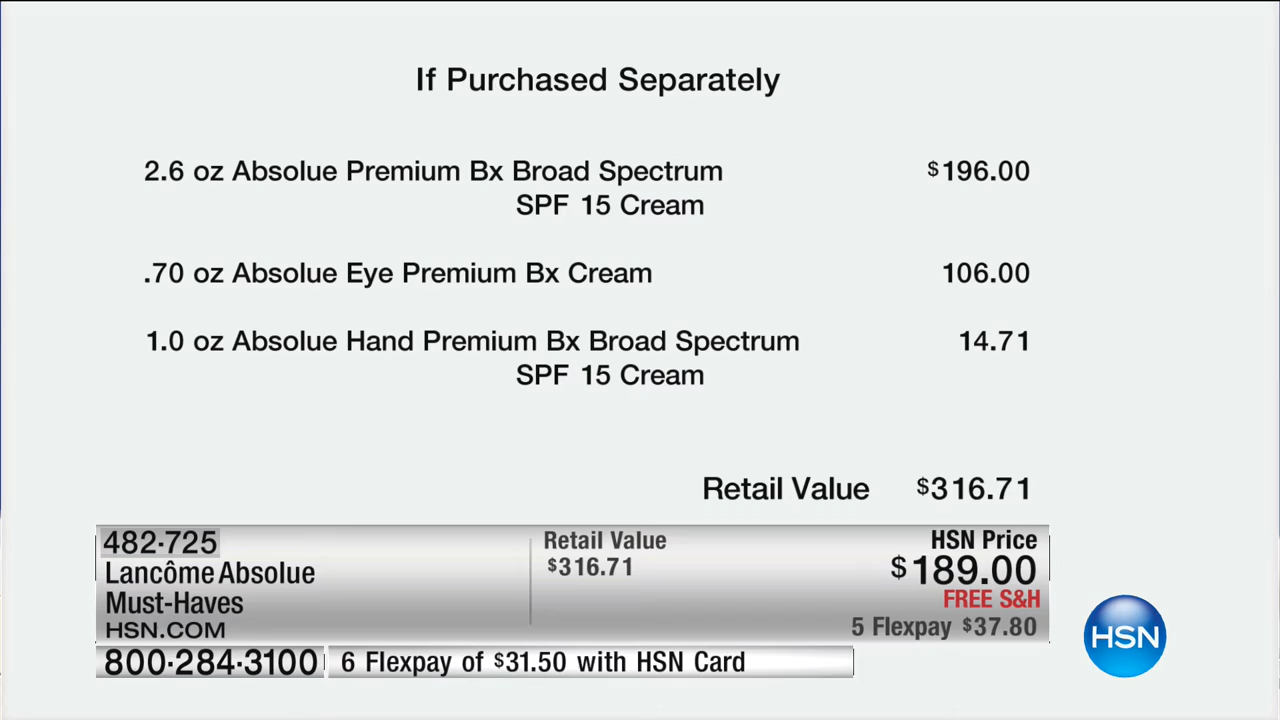 If Purchased Separately
2.6 oz Absolue Premium Bx Broad Spectrum $196.00
SPF 15 Cream
.70 oz Absolue Eye Premium Bx Cream 106.00
1.0 oz Absolue Hand Premium Bx Broad Spectrum 14.71
SPF 15 Cream
Retail Value $316.71
482·725
Lancôme Absolue
Must-Haves
HSN.COM
Retail Value
$316.71
HSN Price
$189.00
FREE S&H
5 Flexpay $37.80
800·284·3100 6 Flexpay of $31.50 with HSN Card
HSN